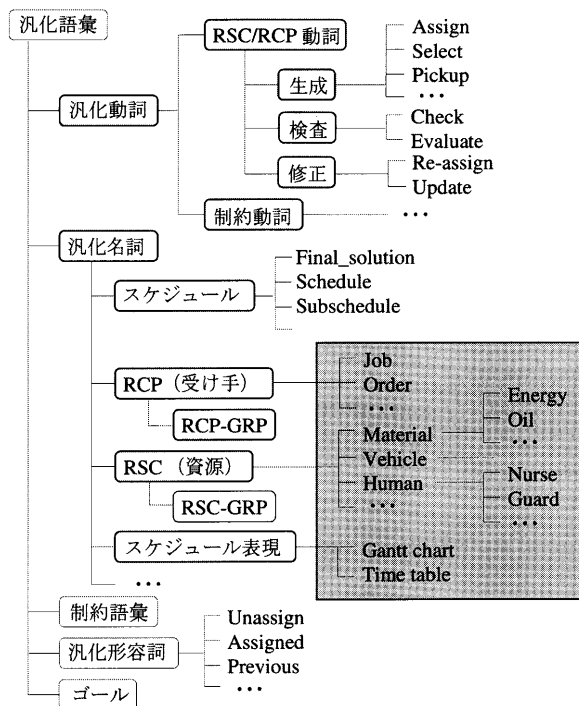 汎化語彙
汎化動詞
RSC/RCP 動詞
生成
Assign
Select
Pickup
•••
検査
Check
Evaluate
修正
Re-assign
Update
制約動詞
•••
汎化名詞
スケジュール
Final_solution
Schedule
Subschedule
RCP（受け手）
Job
Order
•••
RCP-GRP
RSC（資源）
Material
Vehicle
Human
•••
Energy
Oil
•••
Nurse
Guard
•••
RSC-GRP
スケジュール表現
Gantt chart
Time table
•••
制約語彙
汎化形容詞
Unassign
Assigned
Previous
•••
ゴール